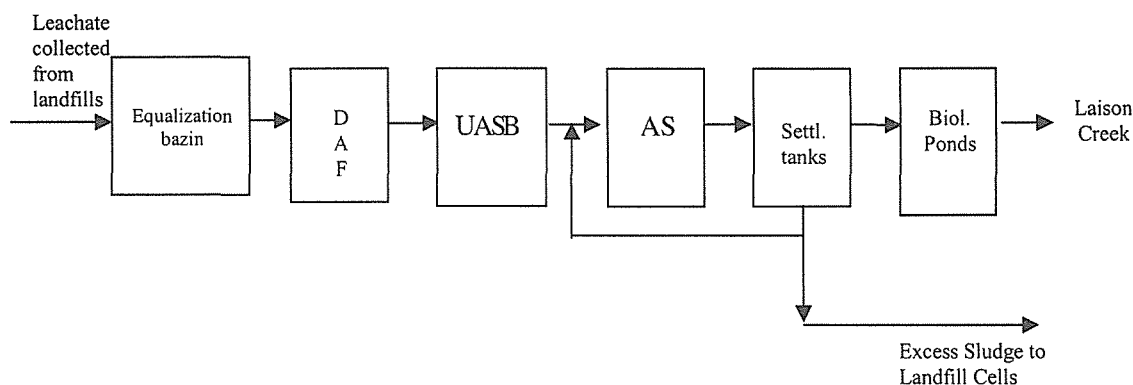 Leachate
collected
from
landfills
Equalization
bazin
D
A
F
UASB
AS
Settl.
tanks
Biol.
Ponds
Laison
Creek
Excess Sludge to
Landfill Cells